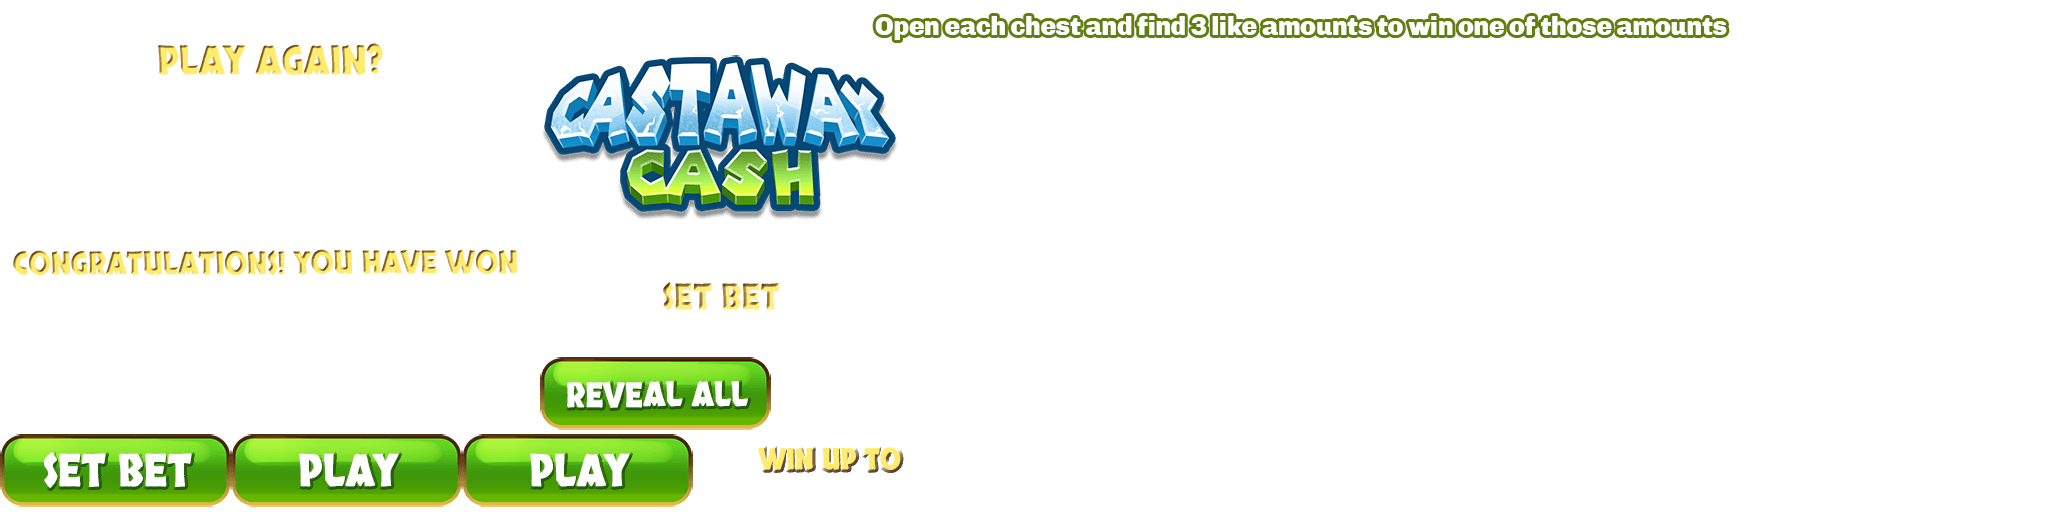 Open each chest and find 3 like amounts to win one of those amounts
PLAY AGAIN?
CASTAWAY
CASH
CONGRATULATIONS! YOU HAVE WON
SET BET
REVEAL ALL
SET BET
PLAY
PLAY
WIN UP TO